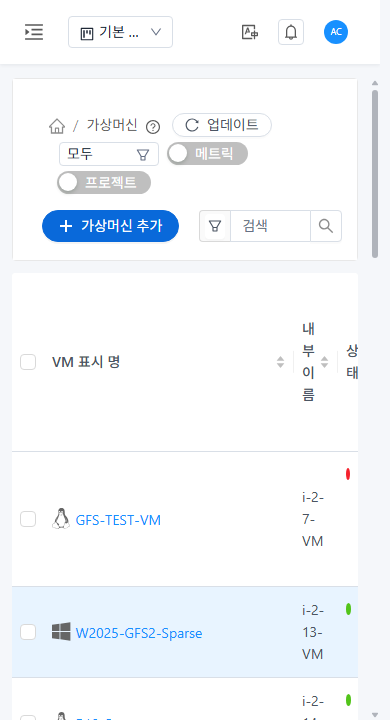 기본 ...
AC
/ 가상머신
업데이트
모두
메트릭
프로젝트
가상머신 추가
검색
VM 표시 명
내
부
이
름
상
태
GFS-TEST-VM
i-2-
7-
VM
W2025-GFS2-Sparse
i-2-
13-
VM
i-2-